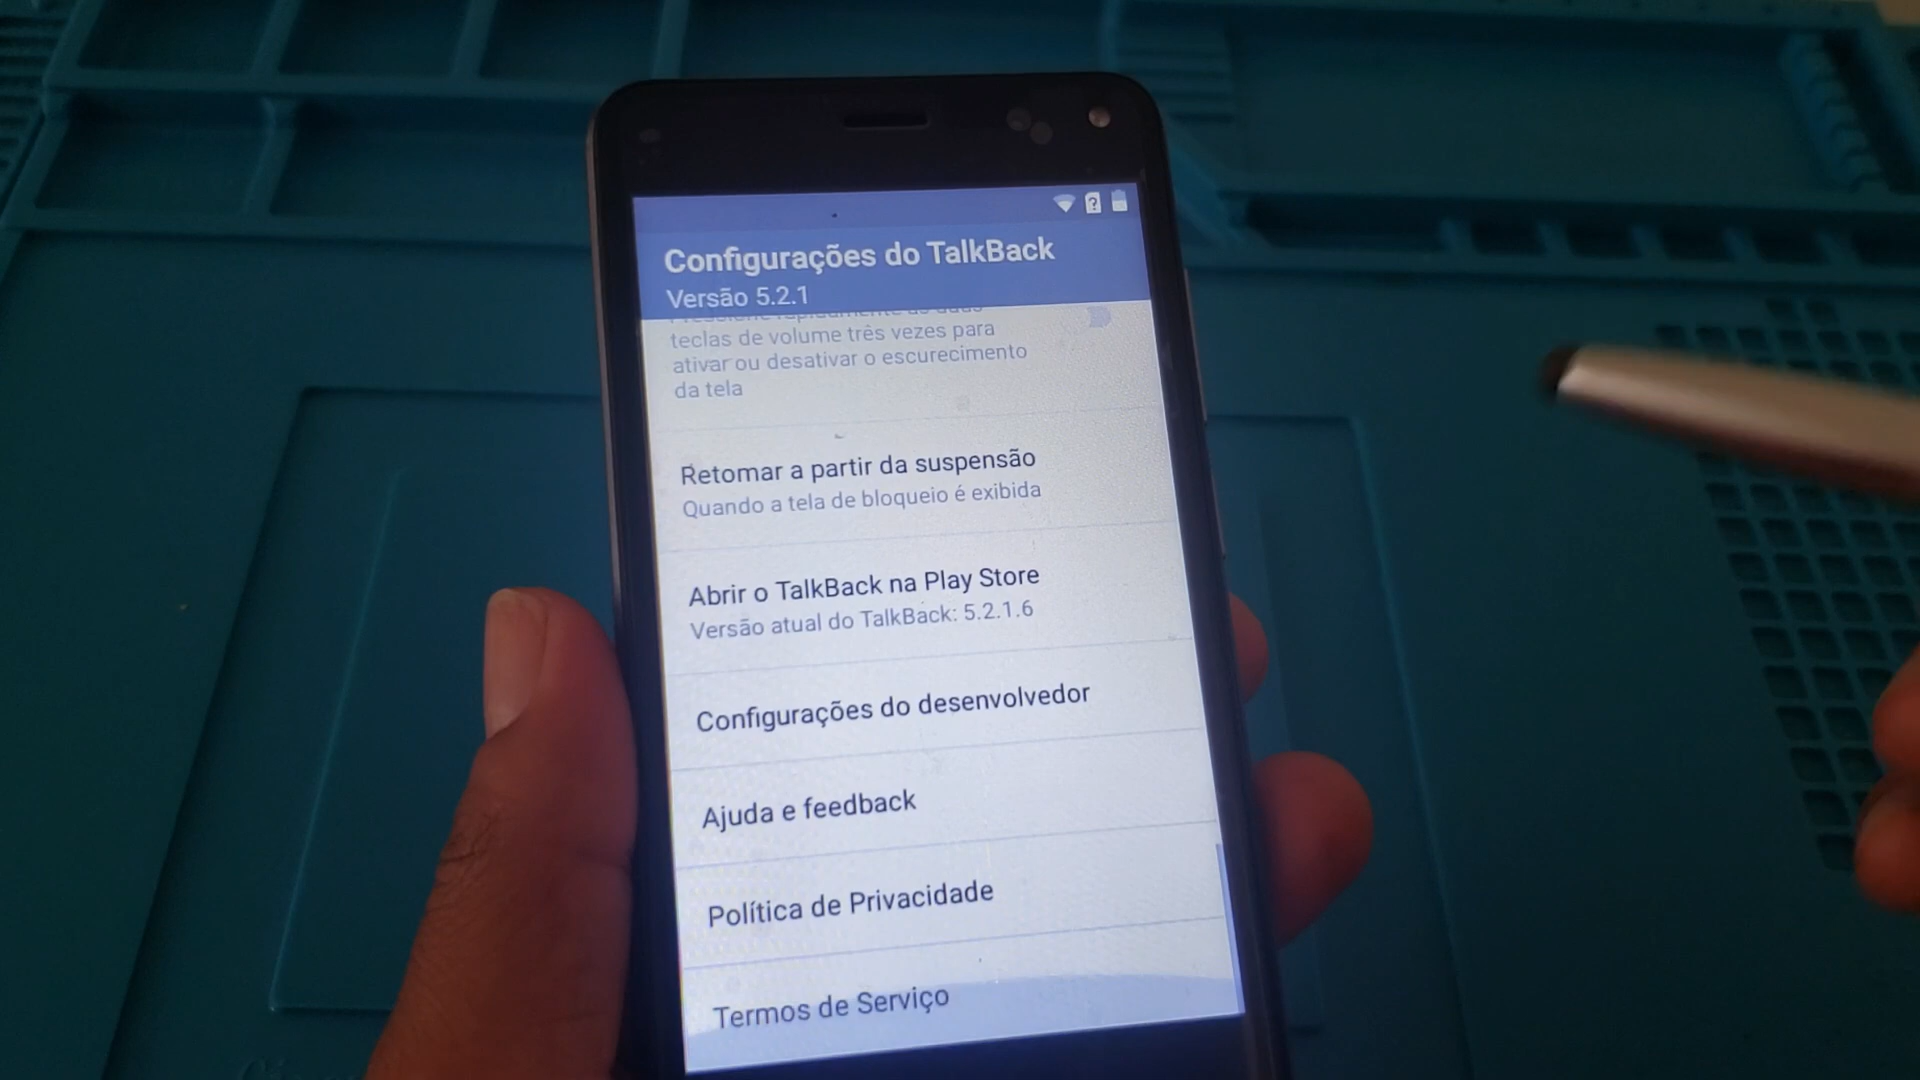 Configurações do TalkBack
Versão 5.2.1
teclas de volume três vezes para
ativar ou desativar o escurecimento
da tela
Retomar a partir da suspensão
Quando a tela de bloqueio é exibida
Abrir o TalkBack na Play Store
Versão atual do TalkBack: 5.2.1.6
Configurações do desenvolvedor
Ajuda e feedback
Política de Privacidade
Termos de Serviço